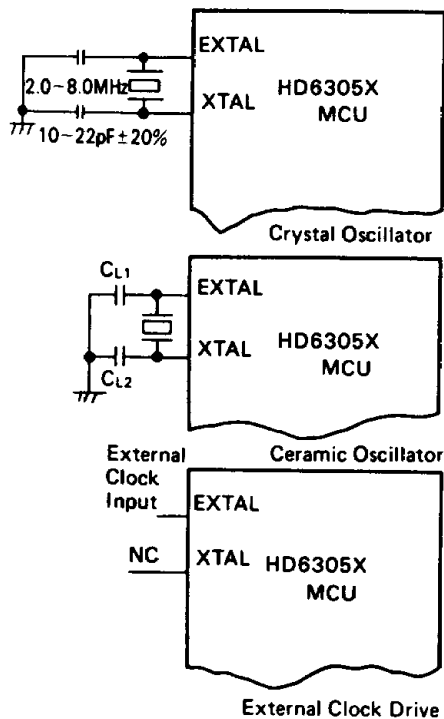 EXTAL
2.0~8.0MHz
HD6305X
MCU
XTAL
10~22pF±20%
Crystal Oscillator
CL1
EXTAL
HD6305X
MCU
XTAL
CL2
Ceramic Oscillator
External
Clock
Input
EXTAL
NC
XTAL
HD6305X
MCU
External Clock Drive